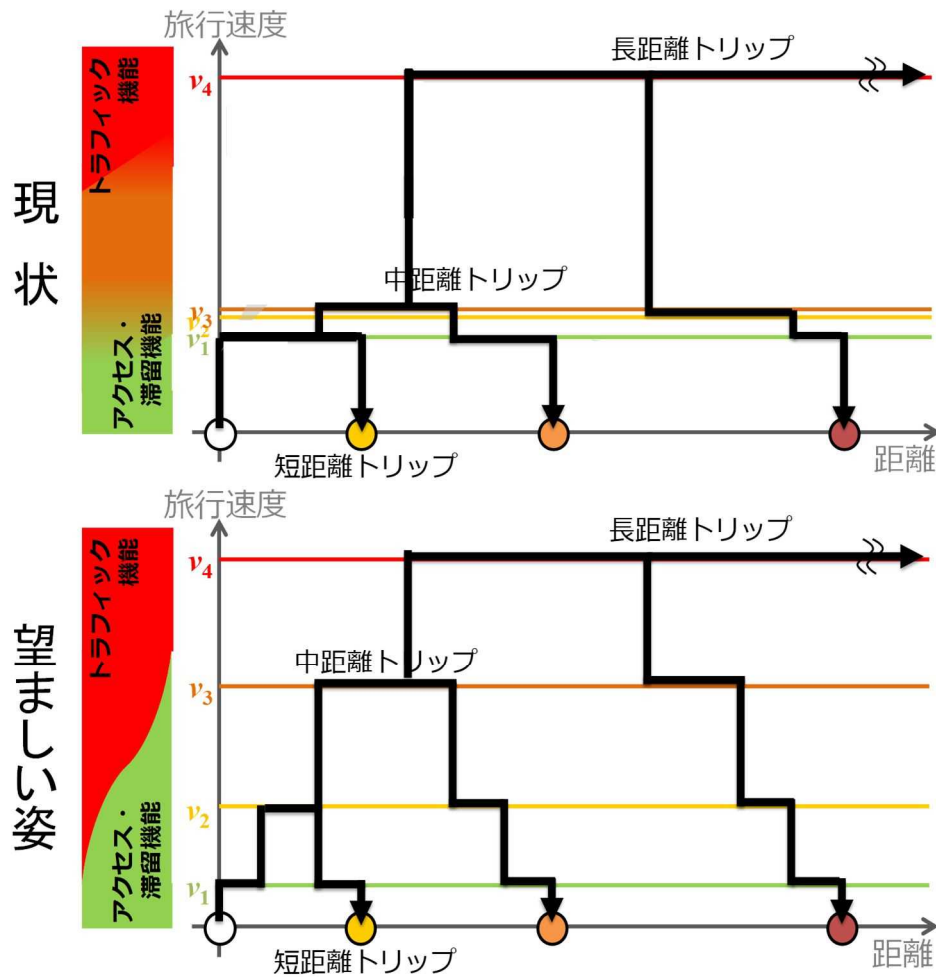 現状
トラフィック
機能
アクセス・
滞留機能
旅行速度
v4
v3
v2
v1
長距離トリップ
中距離トリップ
短距離トリップ
距離
望ましい姿
トラフィック
機能
アクセス・
滞留機能
旅行速度
v4
v3
v2
v1
長距離トリップ
中距離トリップ
短距離トリップ
距離